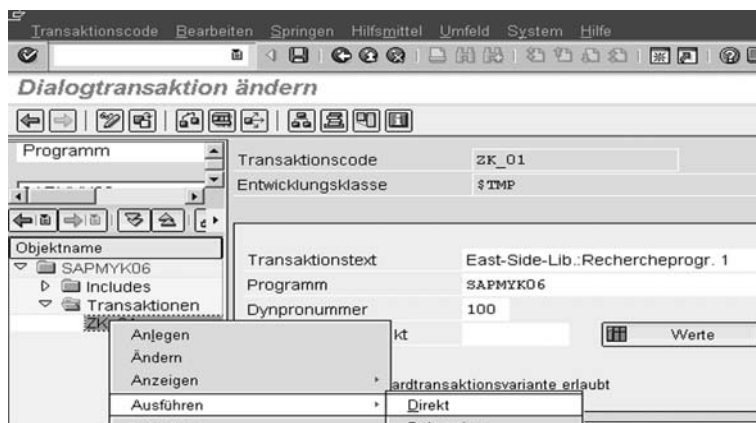 Transaktionscode Bearbeiten Springen Hilfsmittel Umfeld System Hilfe
Dialogtransaktion ändern
Programm
Transaktionscode ZK_01
Entwicklungsklasse $TMP
Objektname
SAPMYK06
Includes
Transaktionen
Transaktionstext East-Side-Lib.:Rechercheprogr. 1
Programm SAPMYK06
Dynpronummer 100
kt Werte
ardtransaktionsvariante erlaubt
Anlegen
Ändern
Anzeigen
Ausführen
Direkt